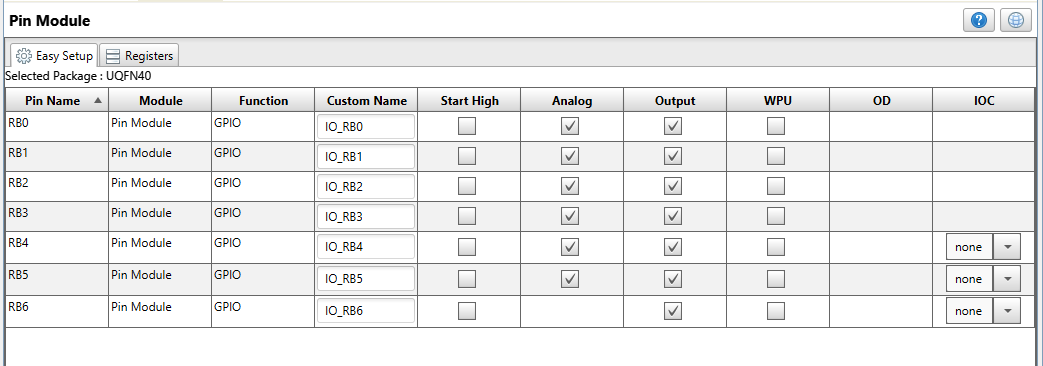 Pin Module
Easy Setup Registers
Selected Package : UQFN40
Pin Name Module Function Custom Name Start High Analog Output WPU OD IOC
RB0 Pin Module GPIO IO_RB0
RB1 Pin Module GPIO IO_RB1
RB2 Pin Module GPIO IO_RB2
RB3 Pin Module GPIO IO_RB3
RB4 Pin Module GPIO IO_RB4 none
RB5 Pin Module GPIO IO_RB5 none
RB6 Pin Module GPIO IO_RB6 none